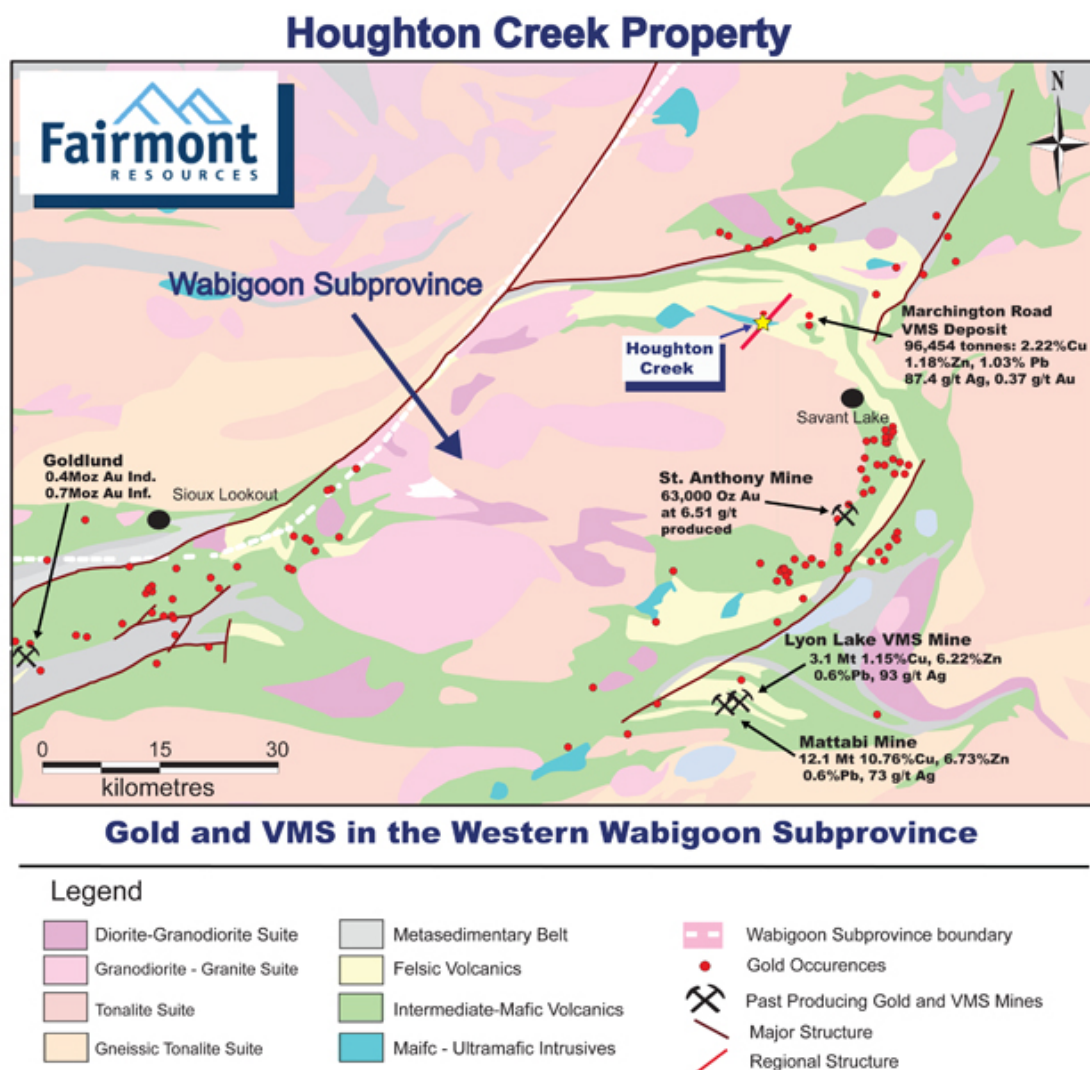 Houghton Creek Property
Fairmont
RESOURCES
N
Wabigoon Subprovince
Houghton
Creek
Marchington Road
VMS Deposit
96,454 tonnes: 2.22%Cu
1.18%Zn, 1.03% Pb
87.4 g/t Ag, 0.37 g/t Au
Savant Lake
Goldlund
0.4Moz Au Ind.
0.7Moz Au Inf.
Sioux Lookout
St. Anthony Mine
63,000 Oz Au
at 6.51 g/t
produced
Lyon Lake VMS Mine
3.1 Mt 1.15%Cu, 6.22%Zn
0.6%Pb, 93 g/t Ag
Mattabi Mine
12.1 Mt 10.76%Cu, 6.73%Zn
0.6%Pb, 73 g/t Ag
0 15 30
kilometres
Gold and VMS in the Western Wabigoon Subprovince
Legend
Diorite-Granodiorite Suite
Granodiorite - Granite Suite
Tonalite Suite
Gneissic Tonalite Suite
Metasedimentary Belt
Felsic Volcanics
Intermediate-Mafic Volcanics
Maifc - Ultramafic Intrusives
Wabigoon Subprovince boundary
Gold Occurences
Past Producing Gold and VMS Mines
Major Structure
Regional Structure